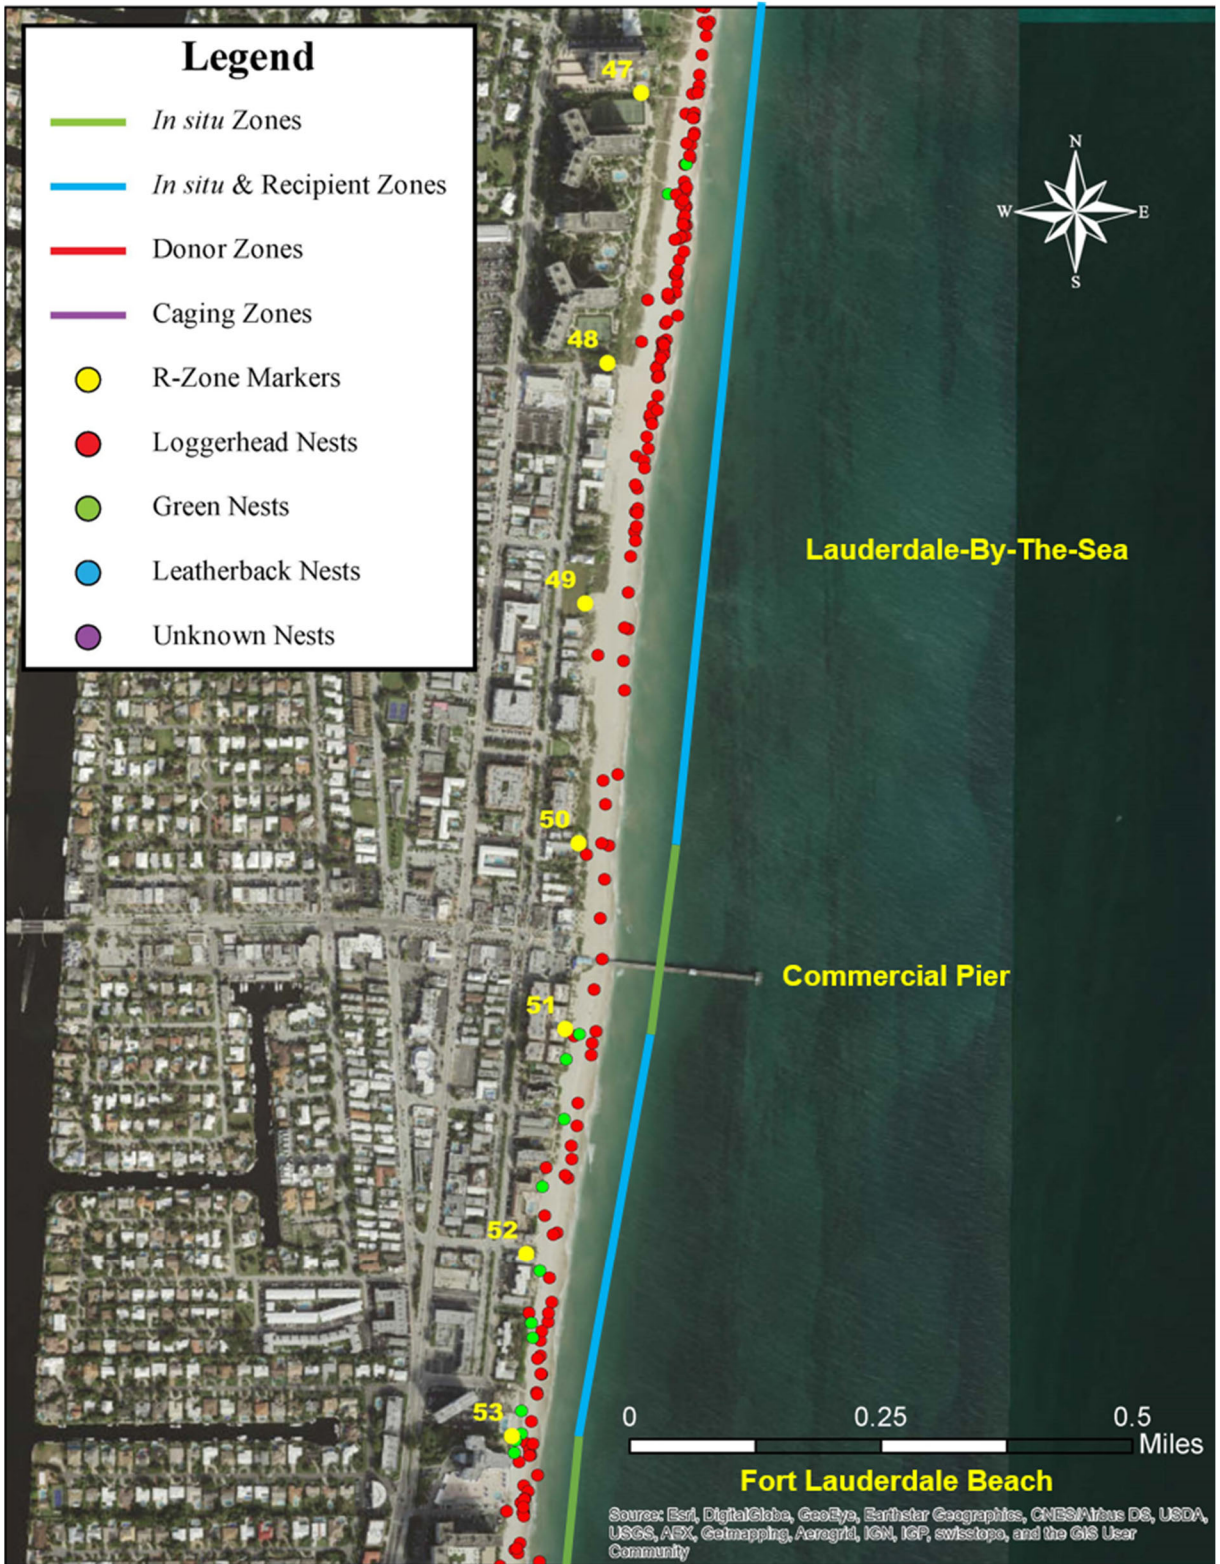 Legend
In situ Zones
In situ & Recipient Zones
Donor Zones
Caging Zones
R-Zone Markers
Loggerhead Nests
Green Nests
Leatherback Nests
Unknown Nests
47
N
W E
S
48
Lauderdale-By-The-Sea
49
50
Commercial Pier
51
52
53
0 0.25 0.5
Miles
Fort Lauderdale Beach
Source: Esri, DigitalGlobe, GeoEye, Earthstar Geographics, CNES/Airbus DS, USDA,
USGS, AEX, Getmapping, Aerogrid, IGN, IGP, swisstopo, and the GIS User
Community